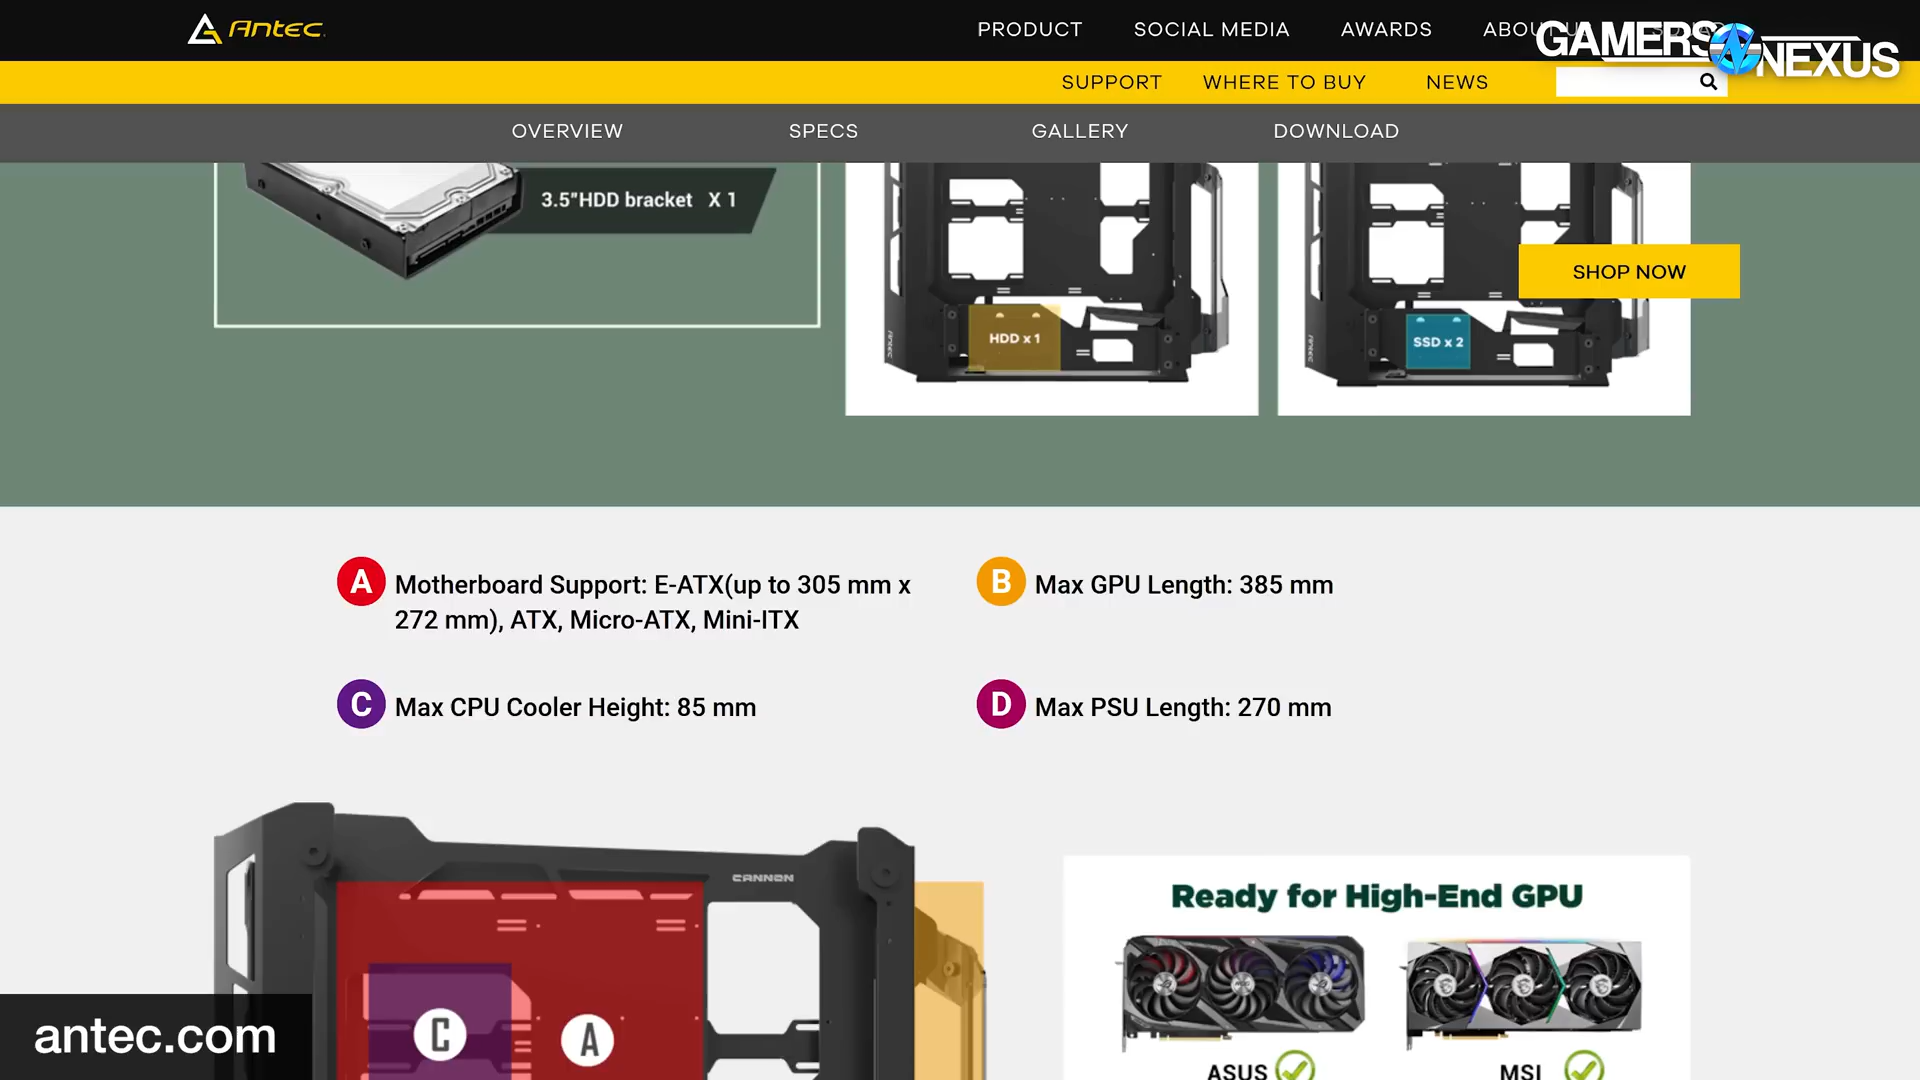 Antec
PRODUCT SOCIAL MEDIA AWARDS
GAMERS NEXUS
SUPPORT WHERE TO BUY NEWS
OVERVIEW SPECS GALLERY DOWNLOAD
3.5"HDD bracket X 1
SHOP NOW
HDD x 1
SSD x 2
A Motherboard Support: E-ATX(up to 305 mm x
272 mm), ATX, Micro-ATX, Mini-ITX
B Max GPU Length: 385 mm
C Max CPU Cooler Height: 85 mm
D Max PSU Length: 270 mm
CANNON
Ready for High-End GPU
C A
ASUS MSI
antec.com